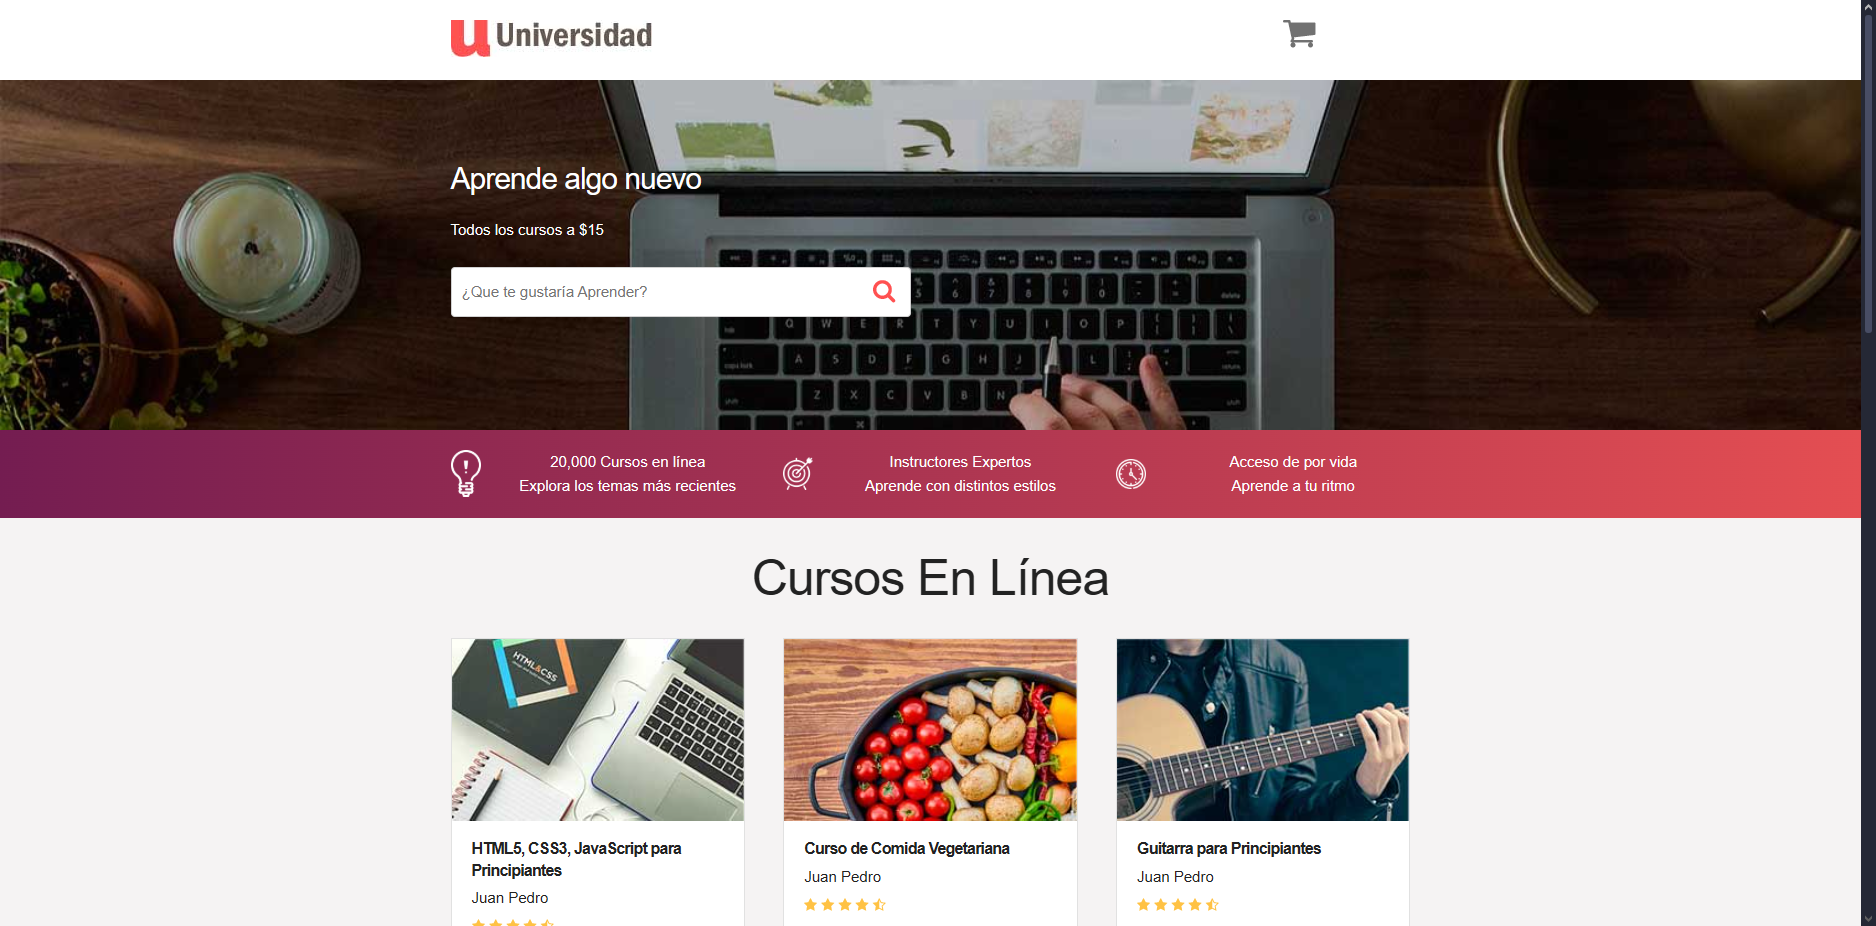 Universidad
Aprende algo nuevo
Todos los cursos a $15
¿Que te gustaría Aprender?
20,000 Cursos en línea
Explora los temas más recientes
Instructores Expertos
Aprende con distintos estilos
Acceso de por vida
Aprende a tu ritmo
Cursos En Línea
HTML&CSS
HTML5, CSS3, JavaScript para
Principiantes
Juan Pedro
Curso de Comida Vegetariana
Juan Pedro
Guitarra para Principiantes
Juan Pedro